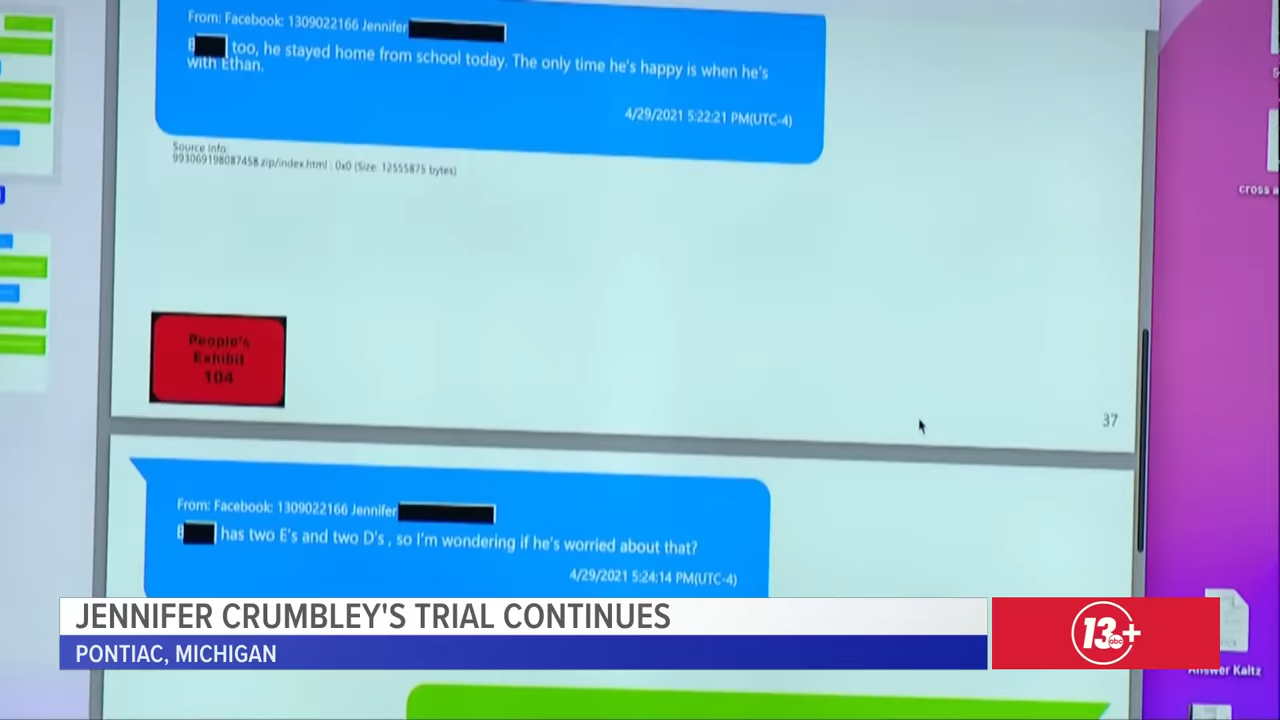 From: Facebook: 1309022166 Jennifer
B too, he stayed home from school today. The only time he's happy is when he's
with Ethan.
4/29/2021 5:22:21 PM(UTC-4)
Source Info:
993069198087458.zip/index.html : 0x0 (Size: 12555875 bytes)
People's
Exhibit
104
37
From: Facebook: 1309022166 Jennifer
B has two E's and two D's , so I'm wondering if he's worried about that?
4/29/2021 5:24:14 PM(UTC-4)
cross
Answer Kaltz
JENNIFER CRUMBLEY'S TRIAL CONTINUES
PONTIAC, MICHIGAN
13 abc +